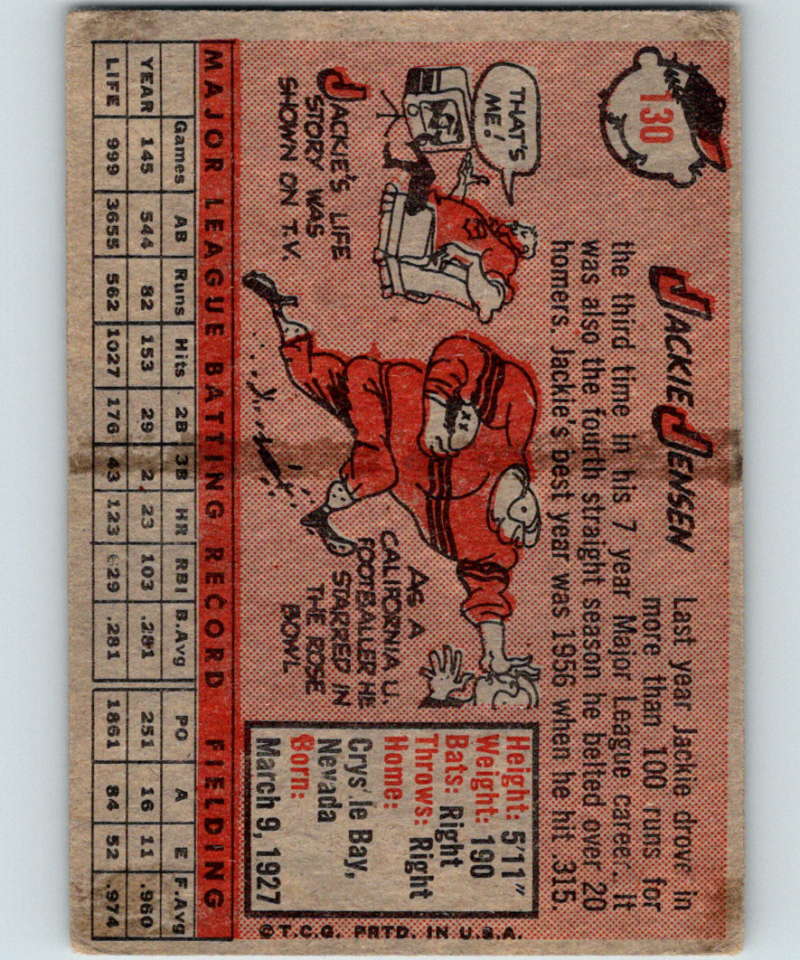 130
JACKIE JENSEN
Last year Jackie drove in
more than 100 runs for
the third time in his 7 year Major League career. It
was also the fourth straight season he belted over 20
homers. Jackie's best year was 1956 when he hit .315.
THAT'S
ME!
JACKIE'S LIFE
STORY WAS
SHOWN ON T.V.
AS A
CALIFORNIA U.
FOOTBALLER HE
STARRED IN
THE ROSE
BOWL
Height: 5'11"
Weight: 190
Bats: Right
Throws: Right
Home:
Crys'le Bay,
Nevada
Born:
March 9, 1927
©T.C.G. PRTD. IN U.S.A.
MAJOR LEAGUE BATTING RECORD FIELDING
Games AB Runs Hits 2B 3B HR RBI B.Avg PO A E F.Avg
YEAR 145 544 82 153 29 2 23 103 .281 251 16 11 .960
LIFE 999 3655 562 1027 176 43 123 629 .281 1861 84 52 .974